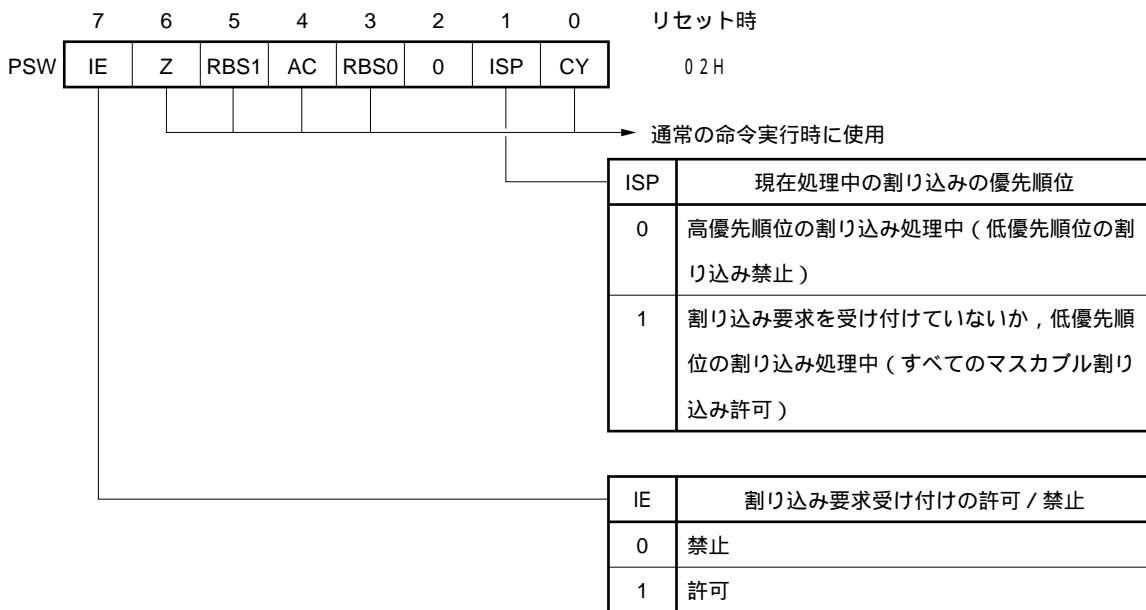 7 6 5 4 3 2 1 0 リセット時
PSW IE Z RBS1 AC RBS0 0 ISP CY 02H
通常の命令実行時に使用
ISP 現在処理中の割り込みの優先順位
0 高優先順位の割り込み処理中(低優先順位の割
り込み禁止)
1 割り込み要求を受け付けていないか,低優先順
位の割り込み処理中(すべてのマスカブル割り
込み許可)
IE 割り込み要求受け付けの許可/禁止
0 禁止
1 許可